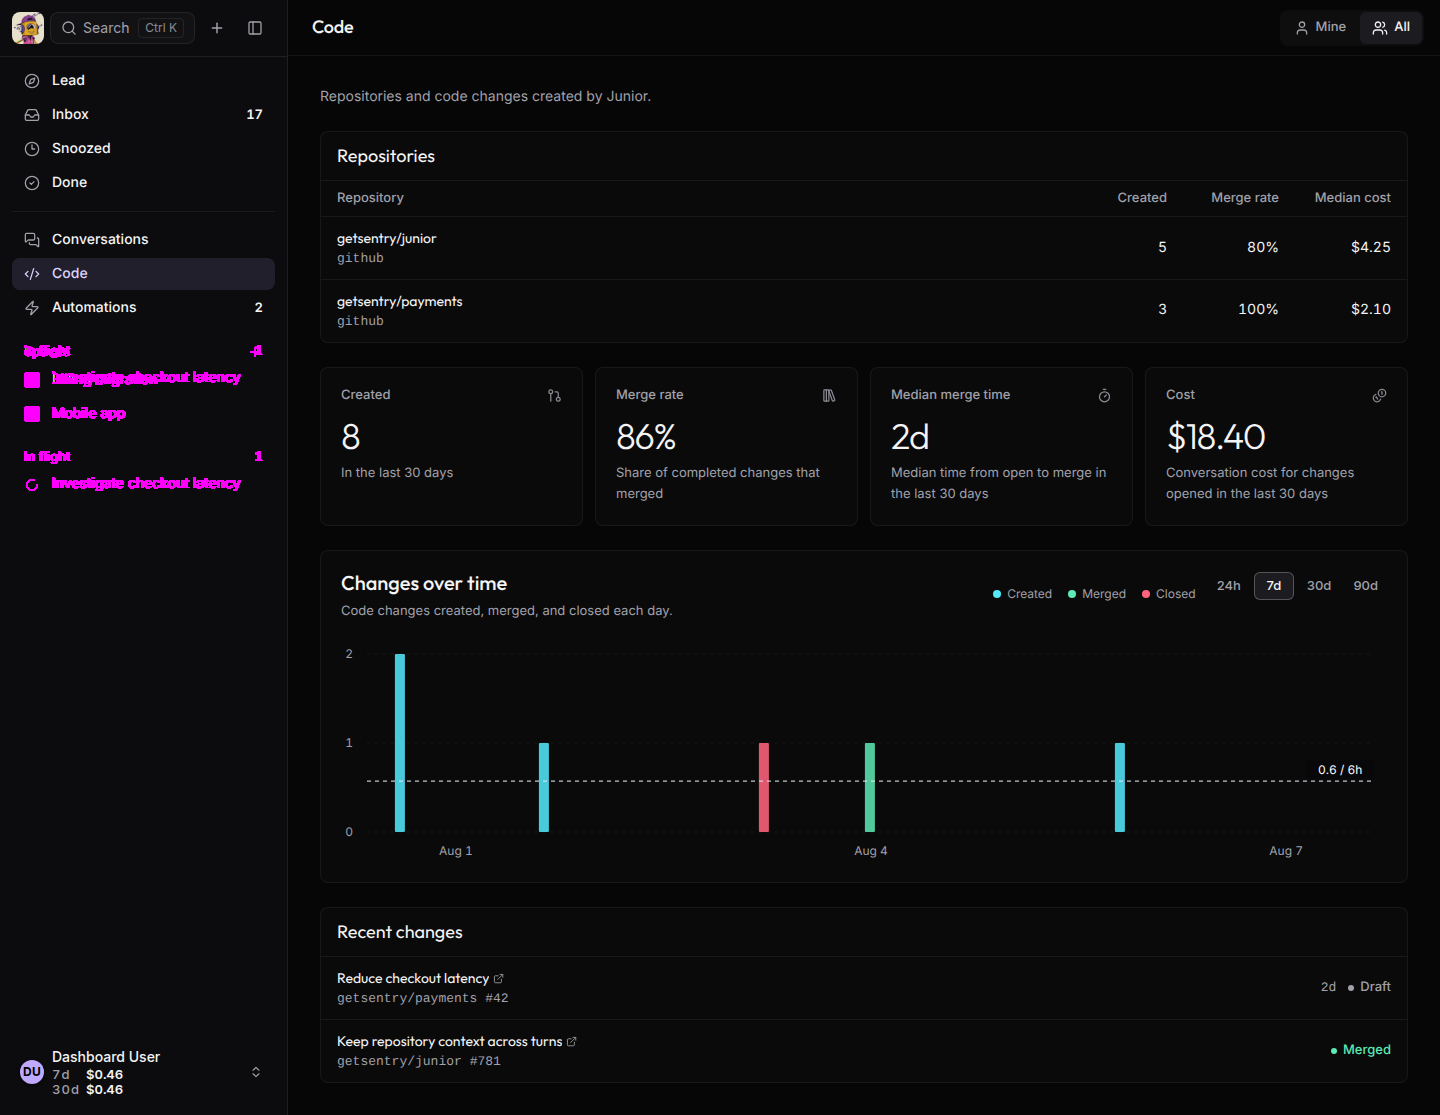 Search Ctrl K
Lead
Inbox 17
Snoozed
Done
Conversations
Code
Automations 2
Mobile app
In flight 1
Investigate checkout latency
Dashboard User
DU
7d $0.46
30d $0.46
Code
Mine All
Repositories and code changes created by Junior.
Repositories
Repository Created Merge rate Median cost
getsentry/junior 5 80% $4.25
github
getsentry/payments 3 100% $2.10
github
Created
8
In the last 30 days
Merge rate
86%
Share of completed changes that
merged
Median merge time
2d
Median time from open to merge in
the last 30 days
Cost
$18.40
Conversation cost for changes
opened in the last 30 days
Changes over time
Code changes created, merged, and closed each day.
Created Merged Closed
24h 7d 30d 90d
2
1
0
0.6 / 6h
Aug 1 Aug 4 Aug 7
Recent changes
Reduce checkout latency
getsentry/payments #42
2d Draft
Keep repository context across turns
getsentry/junior #781
Merged